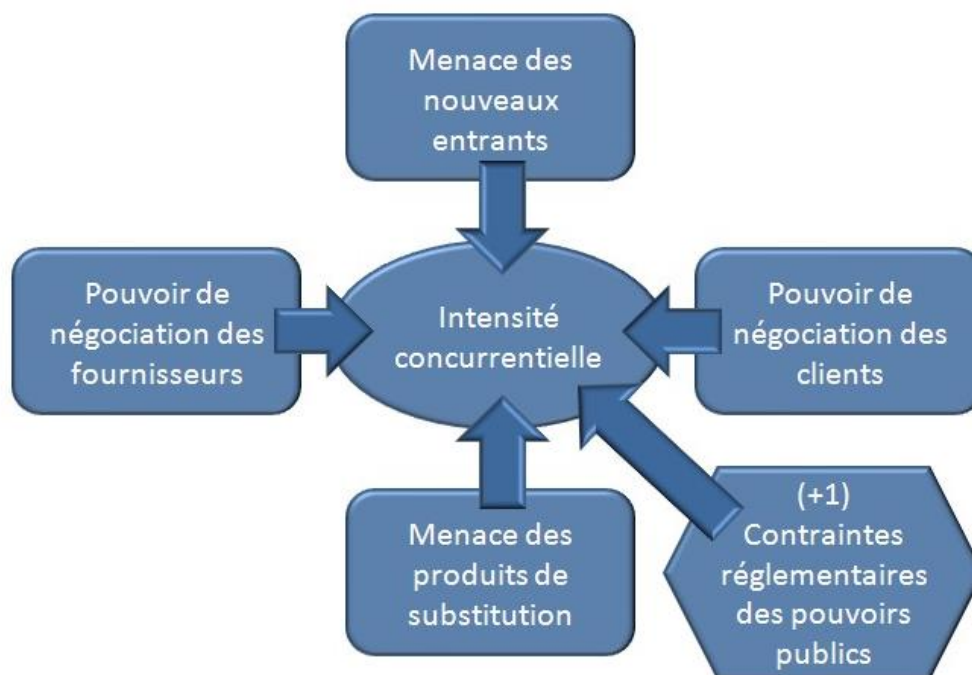 Menace des
nouveaux
entrants
Pouvoir de
négociation des
fournisseurs
Intensité
concurrentielle
Pouvoir de
négociation des
clients
Menace des
produits de
substitution
(+1)
Contraintes
réglementaires
des pouvoirs
publics